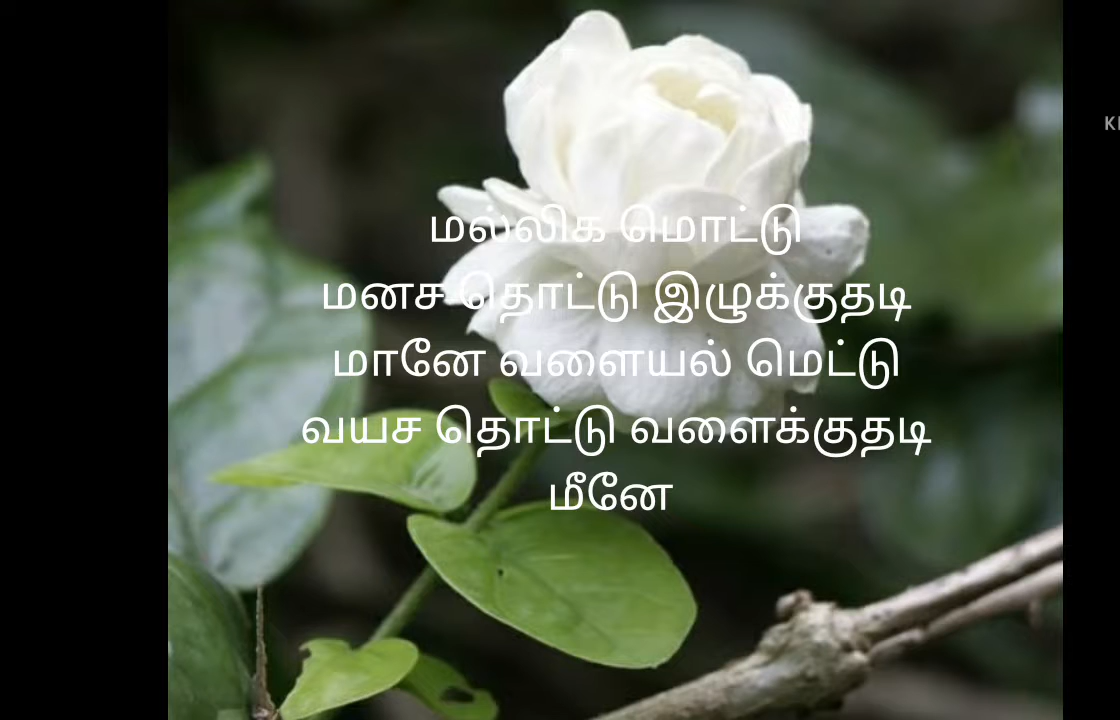 மல்லிக மொட்டு
மனச தொட்டு இழுக்குதடி
மானே வளையல் மெட்டு
வயச தொட்டு வளைக்குதடி
மீனே